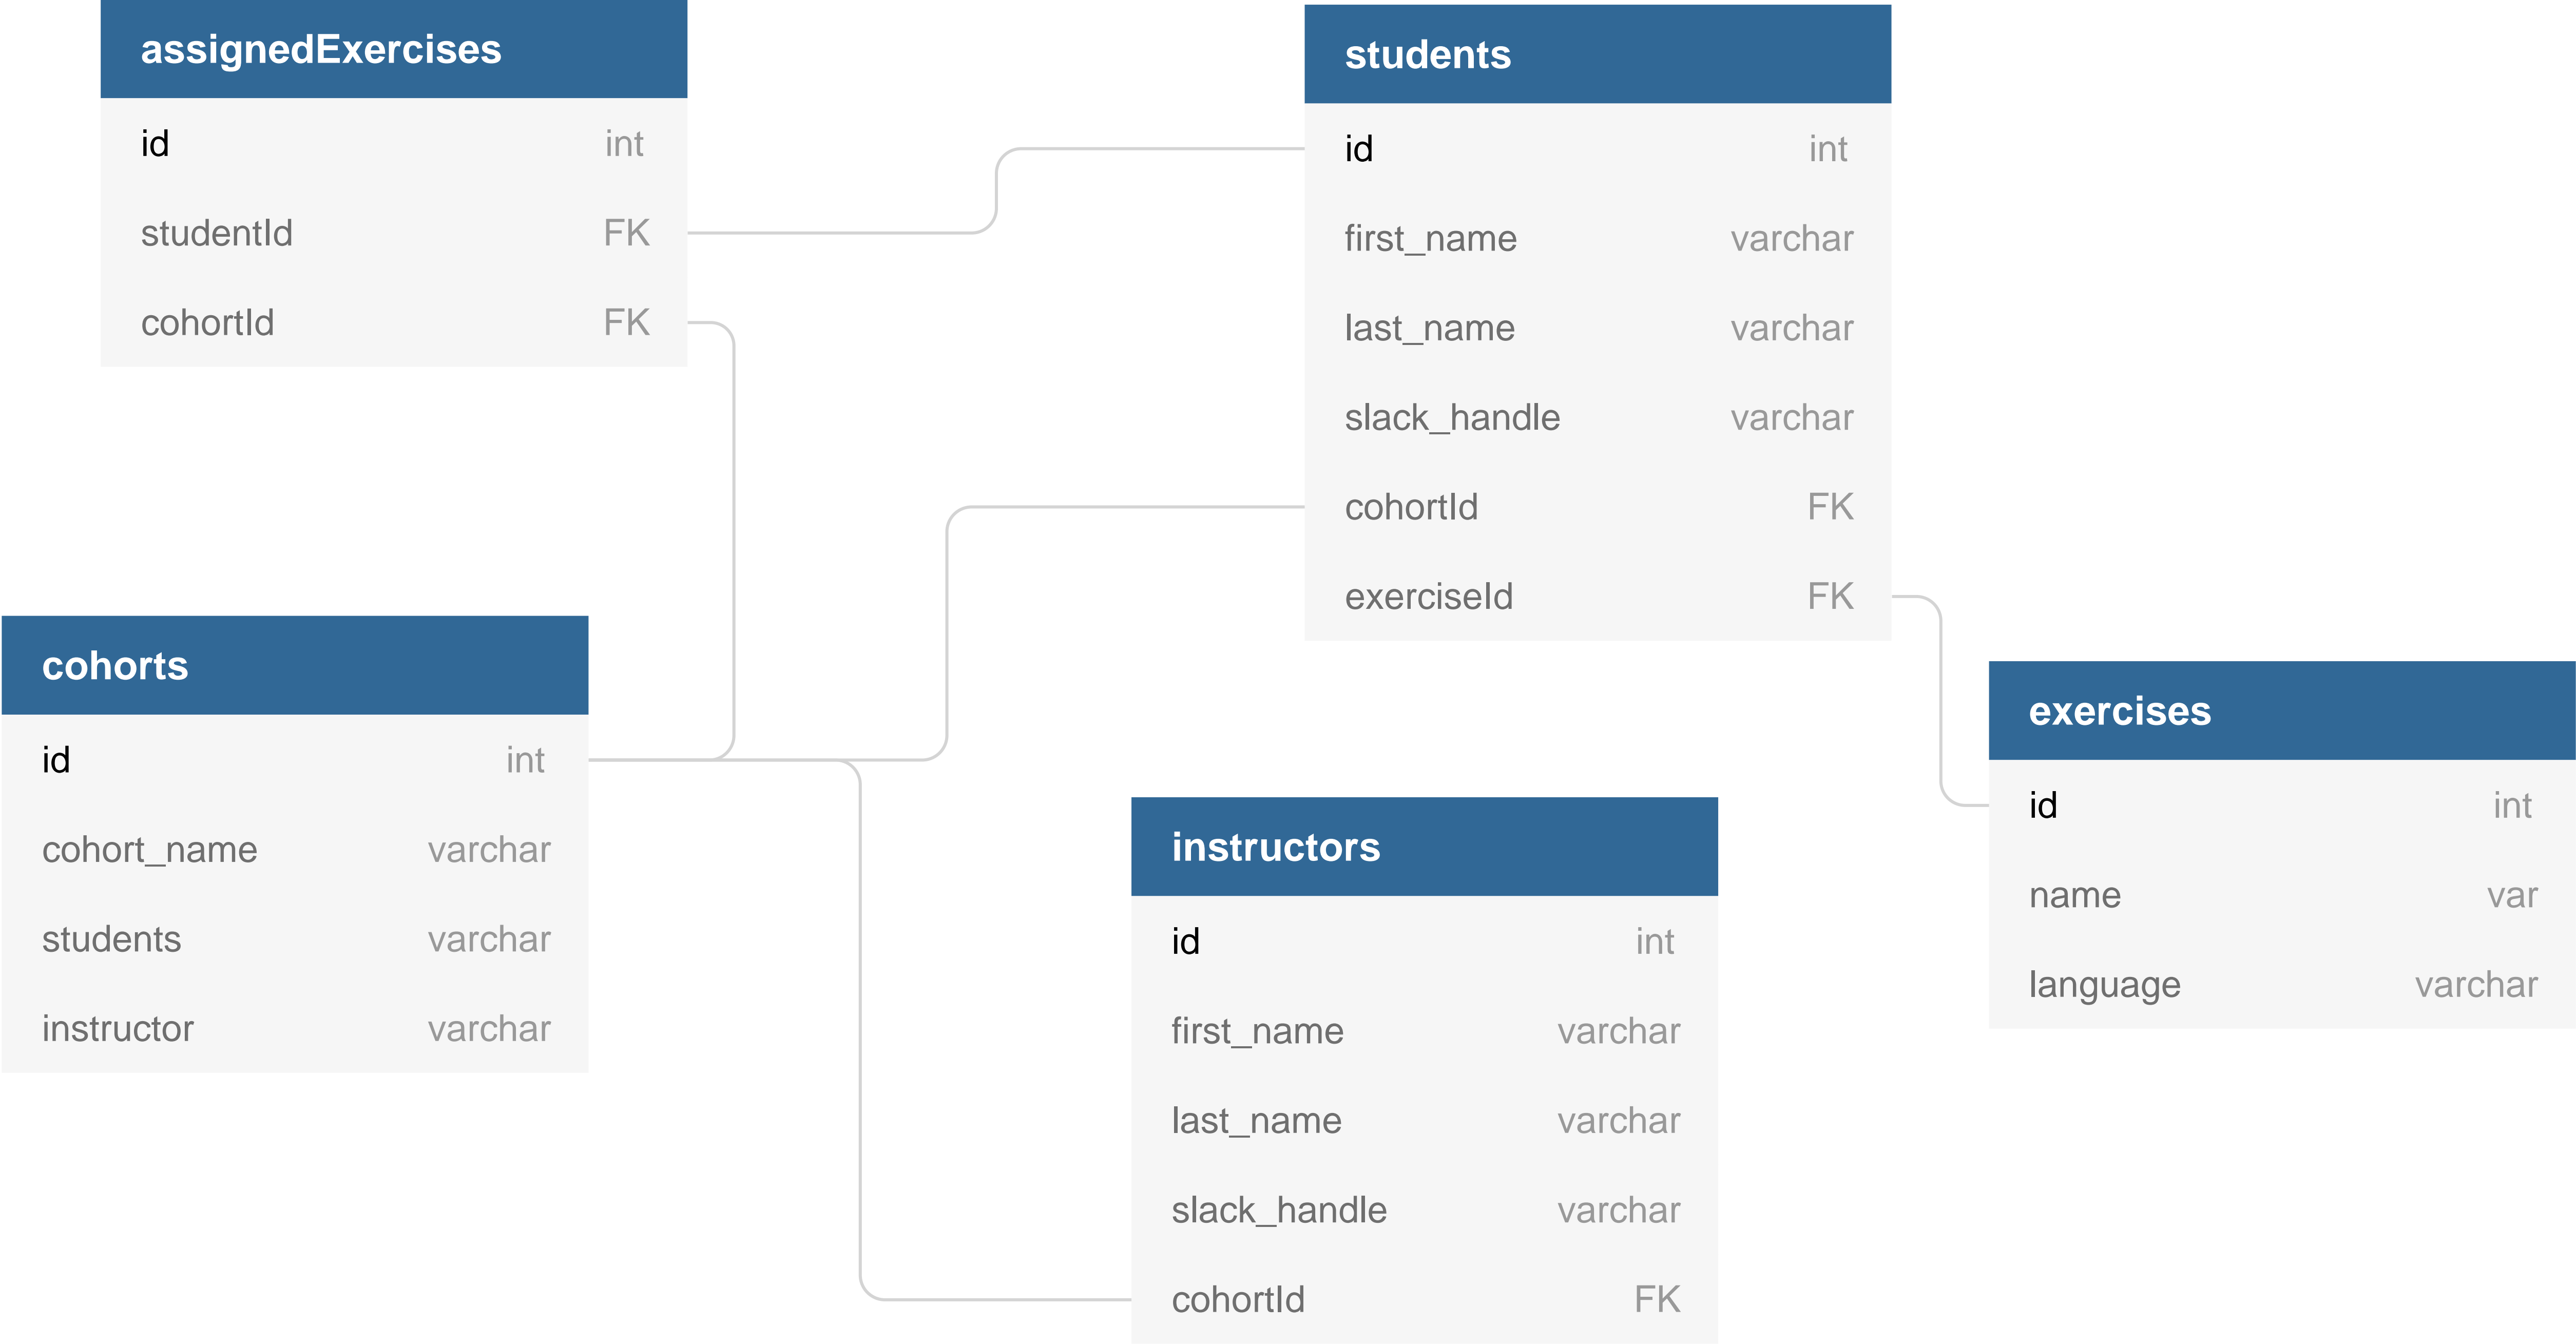 assignedExercises
id int
studentId FK
cohortId FK
students
id int
first_name varchar
last_name varchar
slack_handle varchar
cohortId FK
exerciseId FK
cohorts
id int
cohort_name varchar
students varchar
instructor varchar
exercises
id int
name var
language varchar
instructors
id int
first_name varchar
last_name varchar
slack_handle varchar
cohortId FK